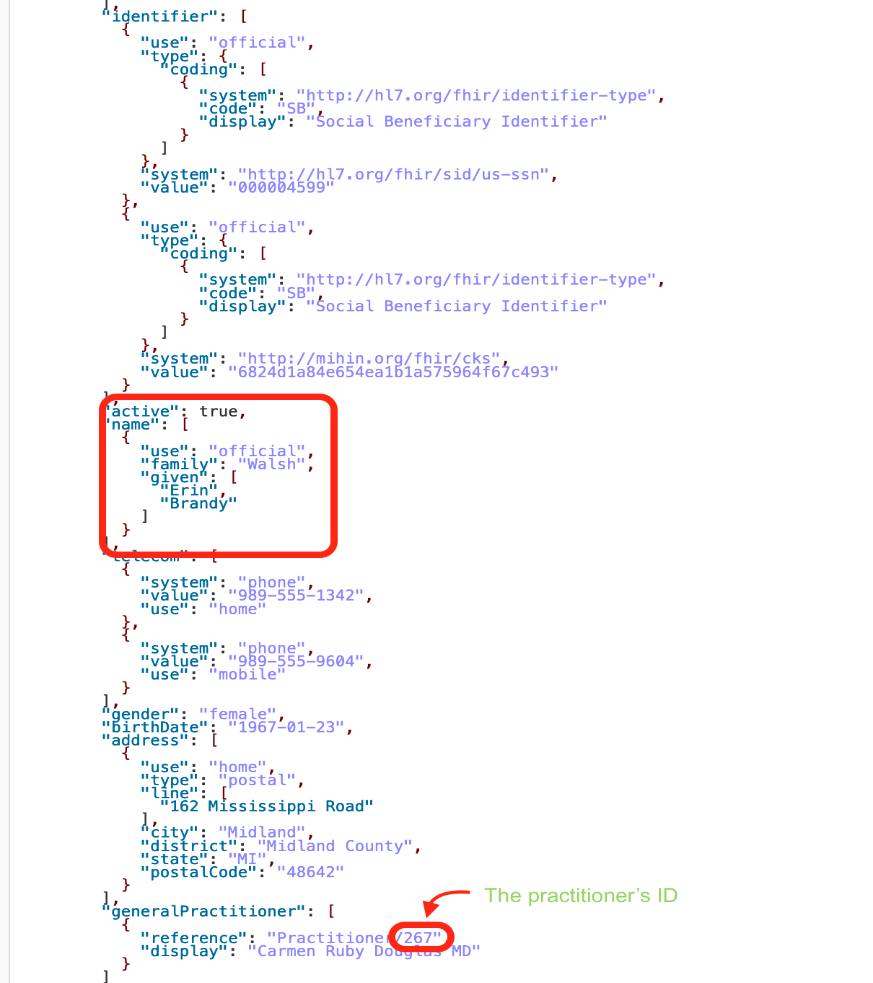 ],
"identifier": [
{
"use": "official",
"type": {
"coding": [
{
"system": "http://hl7.org/fhir/identifier-type",
"code": "SB",
"display": "Social Beneficiary Identifier"
}
]
},
"system": "http://hl7.org/fhir/sid/us-ssn",
"value": "000004599"
},
{
"use": "official",
"type": {
"coding": [
{
"system": "http://hl7.org/fhir/identifier-type",
"code": "SB",
"display": "Social Beneficiary Identifier"
}
]
},
"system": "http://mihin.org/fhir/cks",
"value": "6824d1a84e654ea1b1a575964f67c493"
}
],
"active": true,
"name": [
{
"use": "official",
"family": "Walsh",
"given": [
"Erin",
"Brandy"
]
}
],
"telecom": [
{
"system": "phone",
"value": "989-555-1342",
"use": "home"
},
{
"system": "phone",
"value": "989-555-9604",
"use": "mobile"
}
],
"gender": "female",
"birthDate": "1967-01-23",
"address": [
{
"use": "home",
"type": "postal",
"line": [
"162 Mississippi Road"
],
"city": "Midland",
"district": "Midland County",
"state": "MI",
"postalCode": "48642"
}
],
The practitioner's ID
"generalPractitioner": [
{
"reference": "Practitioner/267"
"display": "Carmen Ruby Douglas MD"
}
]